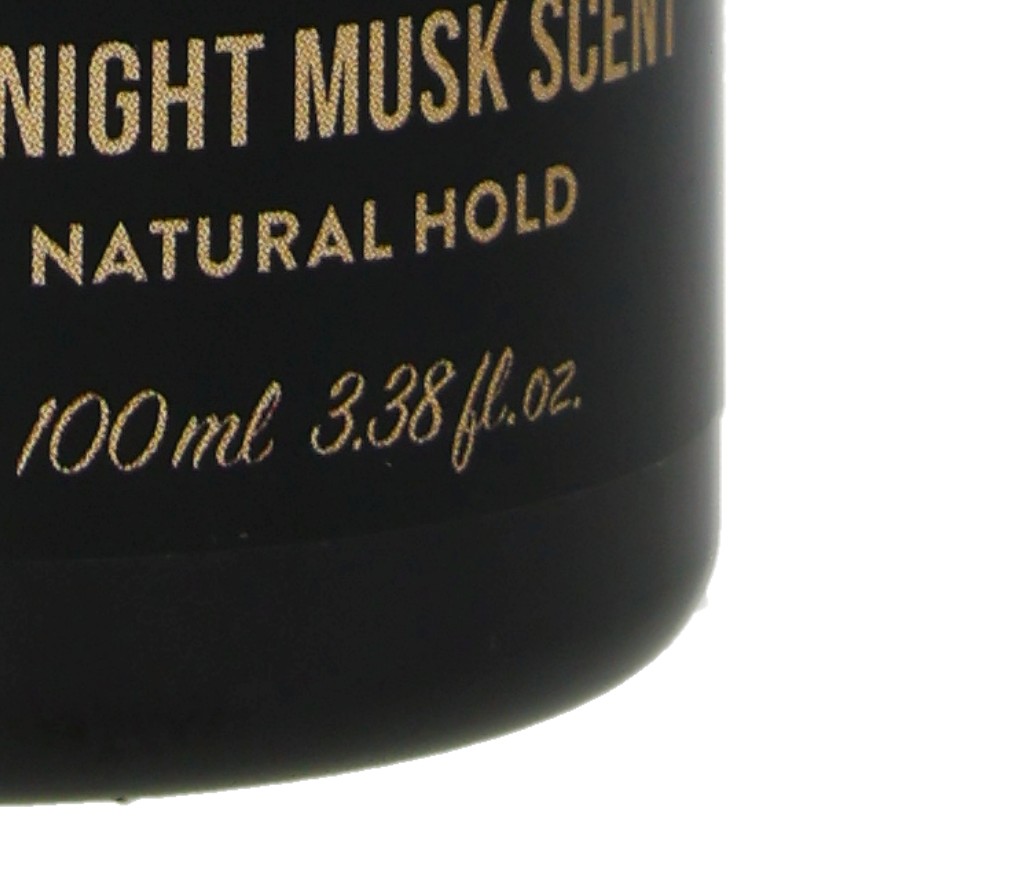 NIGHT MUSK SCENT
NATURAL HOLD
100ml 3.38 fl.oz.